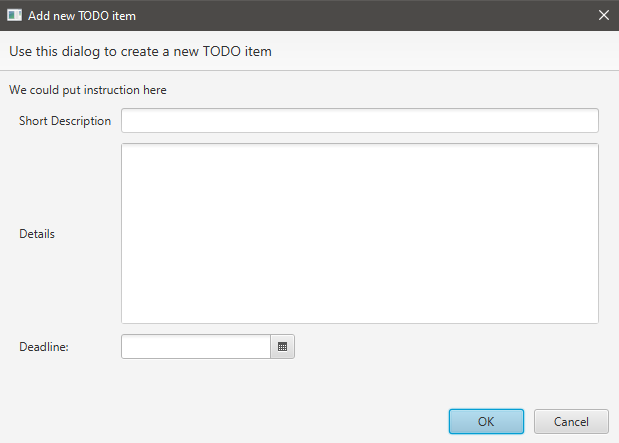 Add new TODO item
Use this dialog to create a new TODO item
We could put instruction here
Short Description
Details
Deadline:
OK
Cancel